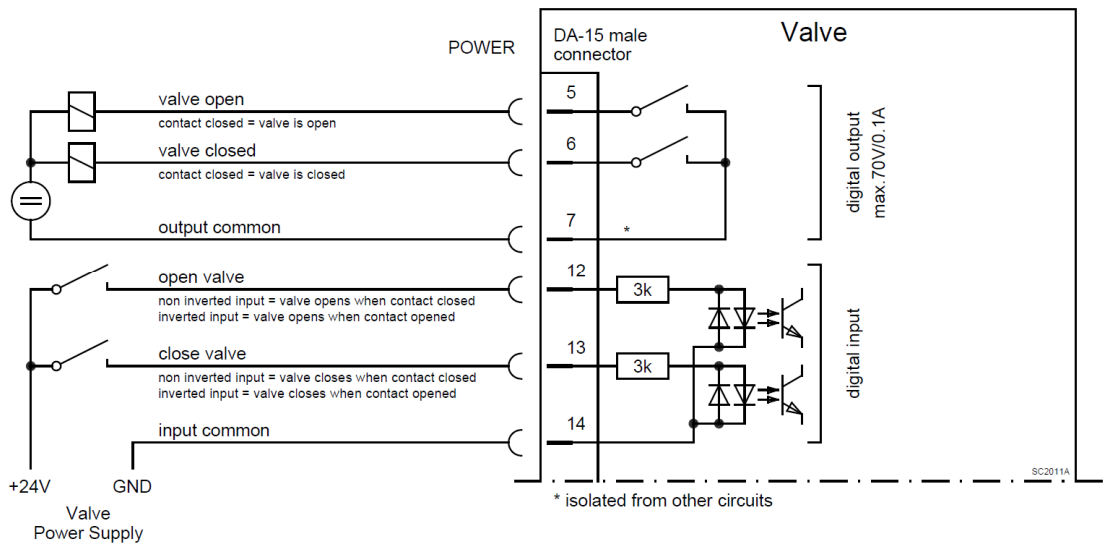 POWER
DA-15 male
connector
Valve
valve open
contact closed = valve is open
5
valve closed
contact closed = valve is closed
6
output common
7
*
digital output
max.70V/0.1A
open valve
non inverted input = valve opens when contact closed
inverted input = valve opens when contact opened
12
3k
close valve
non inverted input = valve closes when contact closed
inverted input = valve closes when contact opened
13
3k
digital input
input common
14
SC2011A
+24V
GND
* isolated from other circuits
Valve
Power Supply